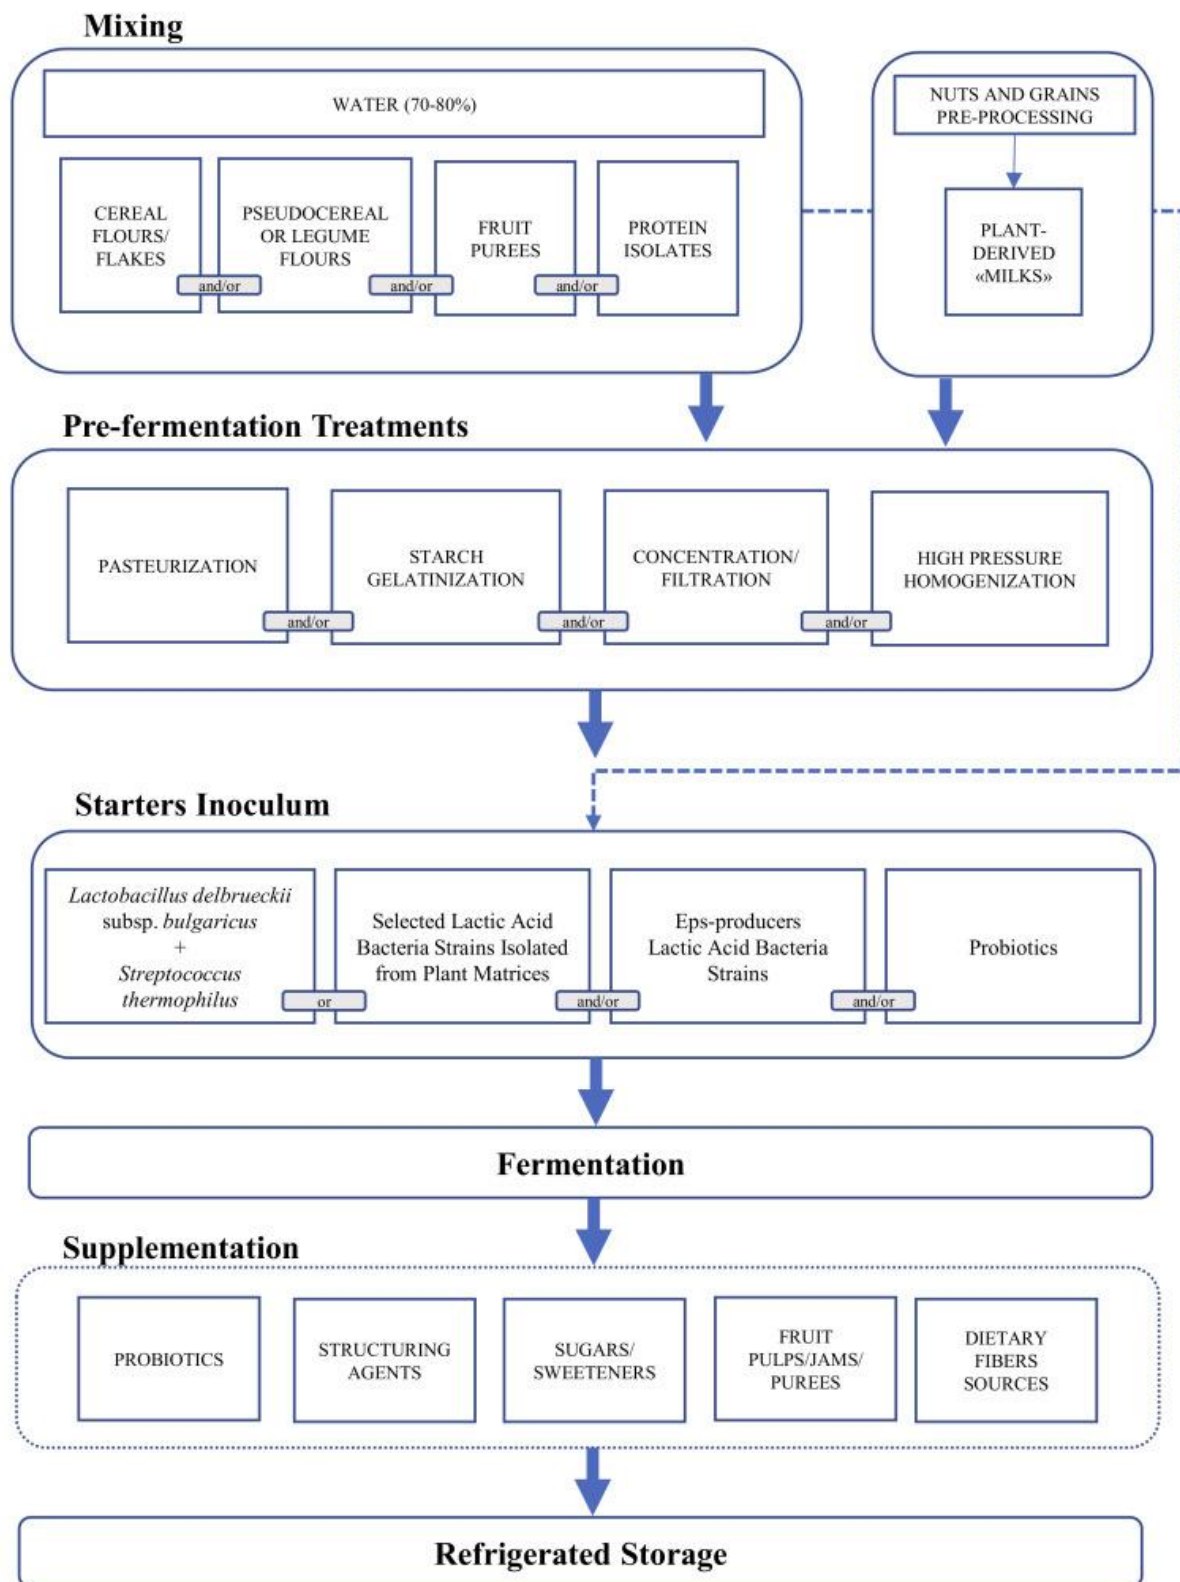 Mixing
WATER (70-80%)
CEREAL
FLOURS/
FLAKES
and/or
PSEUDOCEREAL
OR LEGUME
FLOURS
and/or
FRUIT
PUREES
and/or
PROTEIN
ISOLATES
NUTS AND GRAINS
PRE-PROCESSING
PLANT-
DERIVED
«MILKS»
Pre-fermentation Treatments
PASTEURIZATION
and/or
STARCH
GELATINIZATION
and/or
CONCENTRATION/
FILTRATION
and/or
HIGH PRESSURE
HOMOGENIZATION
Starters Inoculum
Lactobacillus delbrueckii
subsp. bulgaricus
+
Streptococcus
thermophilus
or
Selected Lactic Acid
Bacteria Strains Isolated
from Plant Matrices
and/or
Eps-producers
Lactic Acid Bacteria
Strains
and/or
Probiotics
Fermentation
Supplementation
PROBIOTICS
STRUCTURING
AGENTS
SUGARS/
SWEETENERS
FRUIT
PULPS/JAMS/
PUREES
DIETARY
FIBERS
SOURCES
Refrigerated Storage